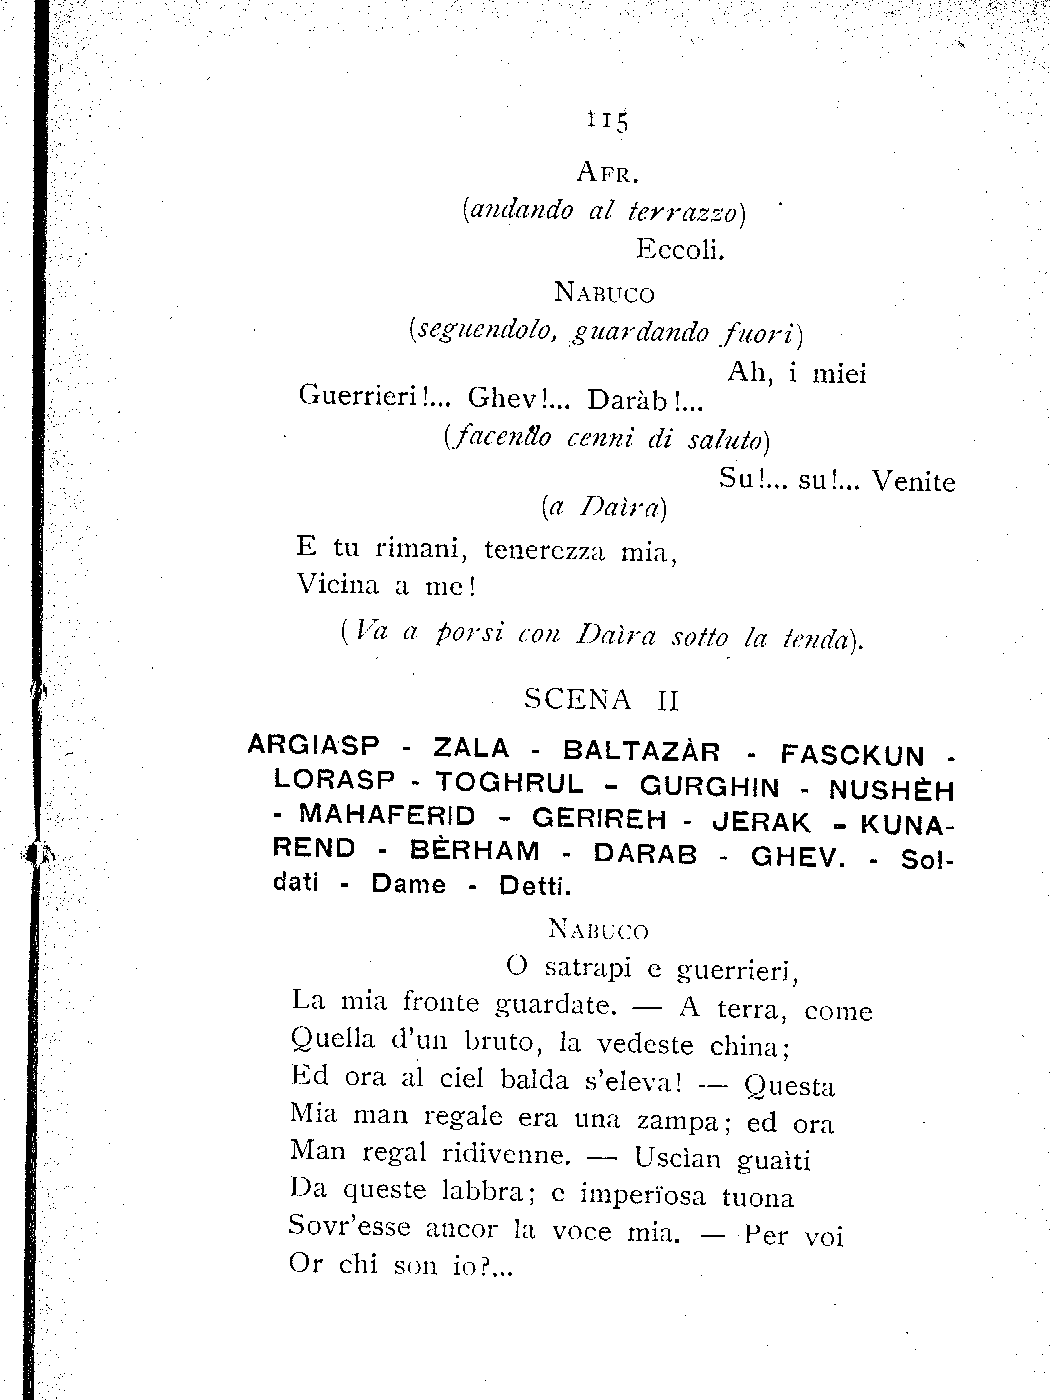 115
AFR.
(andando al terrazzo)
Eccoli.
NABUCO
(seguendolo, guardando fuori)
Ah, i miei
Guerrieri!... Ghev!... Daràb!...
(facendo cenni di saluto)
Su!... su!... Venite
(a Daìra)
E tu rimani, tenerezza mia,
Vicina a me!
(Va a porsi con Daìra sotto la tenda).
SCENA II
ARGIASP - ZALA - BALTAZÀR - FASCKUN -
LORASP - TOGHRUL - GURGHIN - NUSHÈH
- MAHAFERID - GERIREH - JERAK - KUNA-
REND - BÈRHAM - DARAB - GHEV. - Sol-
dati - Dame - Detti.
NABUCO
O satrapi e guerrieri,
La mia fronte guardate. — A terra, come
Quella d'un bruto, la vedeste china;
Ed ora al ciel balda s'eleva! — Questa
Mia man regale era una zampa; ed ora
Man regal ridivenne. — Uscìan guaìti
Da queste labbra; e imperïosa tuona
Sovr'esse ancor la voce mia. — Per voi
Or chi son io?...